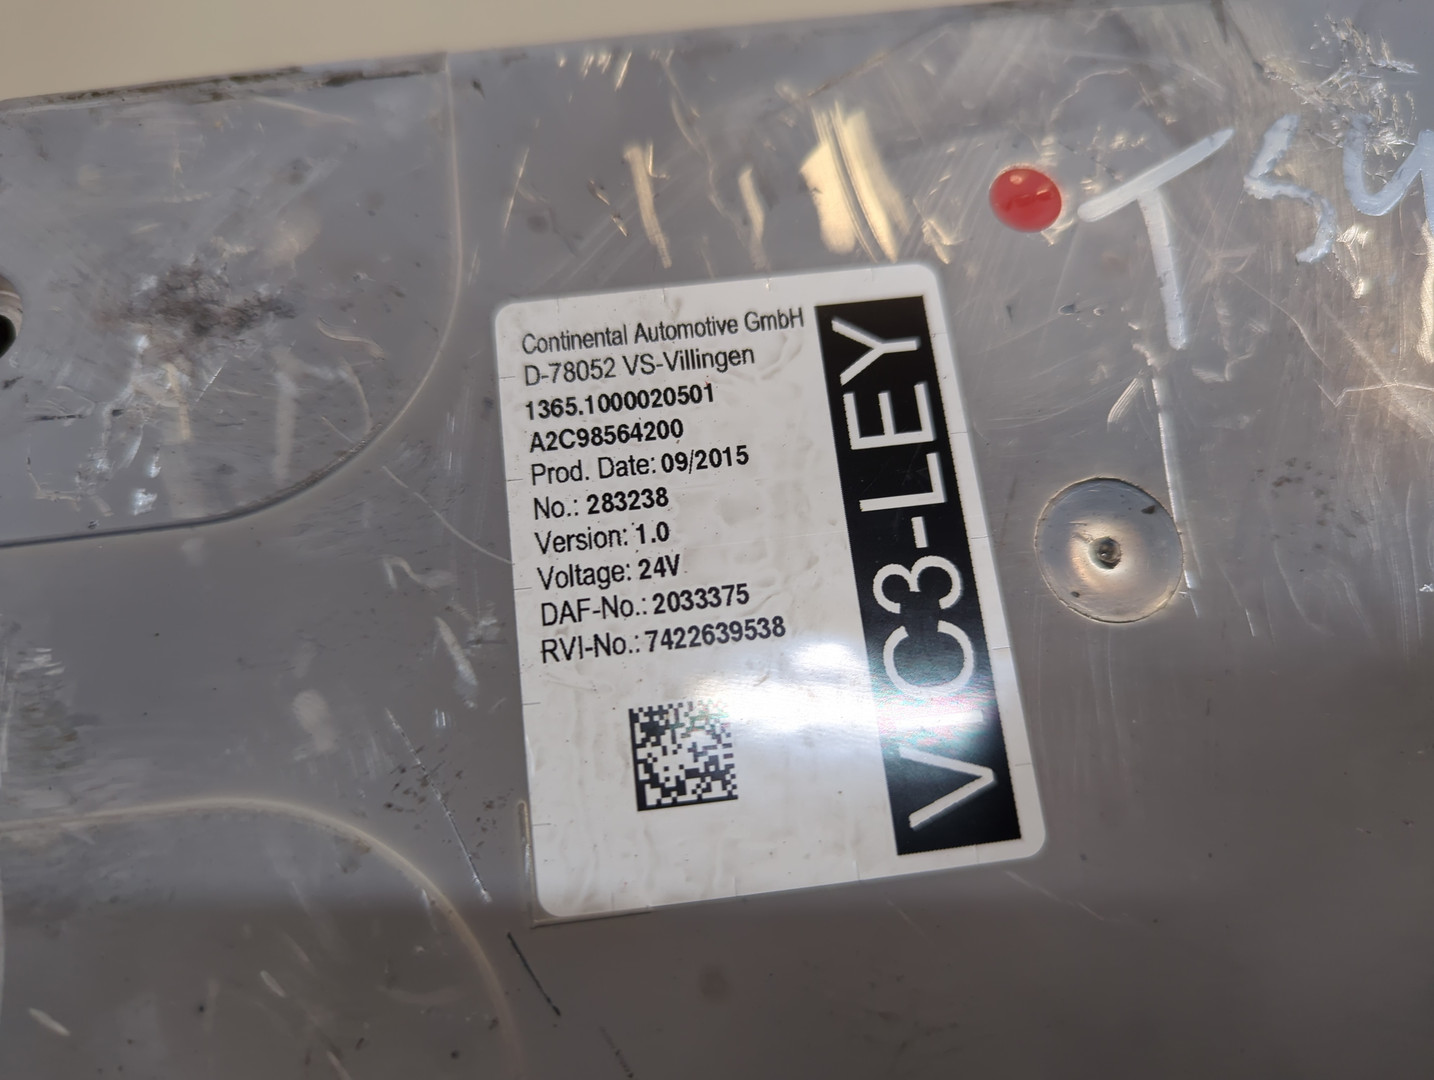 Continental Automotive GmbH
D-78052 VS-Villingen
1365.1000020501
A2C98564200
Prod. Date: 09/2015
No.: 283238
Version: 1.0
Voltage: 24V
DAF-No.: 2033375
RVI-No.: 7422639538
VIC3-LEY